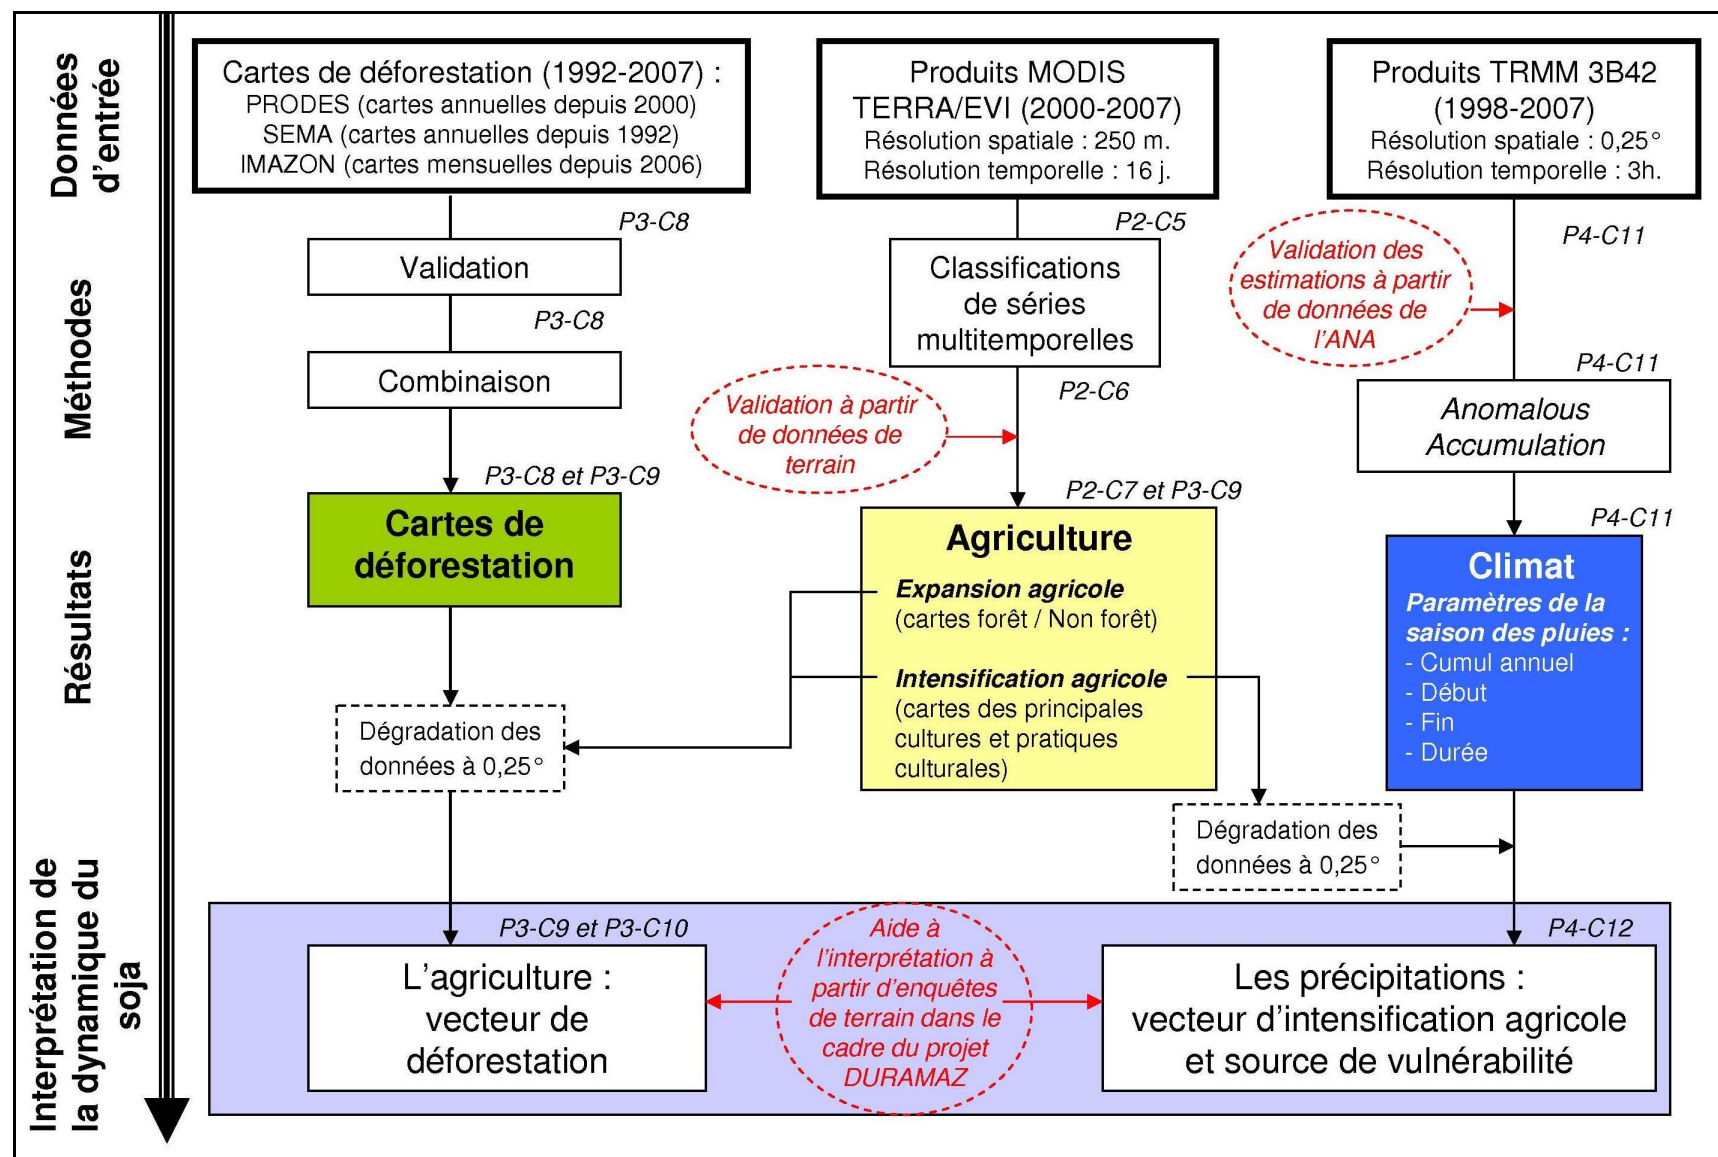 Données
d'entrée
Cartes de déforestation (1992-2007) :
PRODES (cartes annuelles depuis 2000)
SEMA (cartes annuelles depuis 1992)
IMAZON (cartes mensuelles depuis 2006)
Produits MODIS
TERRA/EVI (2000-2007)
Résolution spatiale : 250 m.
Résolution temporelle : 16 j.
Produits TRMM 3B42
(1998-2007)
Résolution spatiale : 0,25°
Résolution temporelle : 3h.
Méthodes
P3-C8
Validation
P3-C8
Combinaison
P2-C5
Classifications
de séries
multitemporelles
P2-C6
Validation à partir
de données de
terrain
P4-C11
Validation des
estimations à partir
de données de
l'ANA
P4-C11
Anomalous
Accumulation
Résultats
P3-C8 et P3-C9
Cartes de
déforestation
P2-C7 et P3-C9
Agriculture
Expansion agricole
(cartes forêt / Non forêt)
Intensification agricole
(cartes des principales
cultures et pratiques
culturales)
P4-C11
Climat
Paramètres de la
saison des pluies :
- Cumul annuel
- Début
- Fin
- Durée
Dégradation des
données à 0,25°
Dégradation des
données à 0,25°
Interprétation de
la dynamique du
soja
P3-C9 et P3-C10
L'agriculture :
vecteur de
déforestation
Aide à
l'interprétation à
partir d'enquêtes
de terrain dans le
cadre du projet
DURAMAZ
P4-C12
Les précipitations :
vecteur d'intensification agricole
et source de vulnérabilité